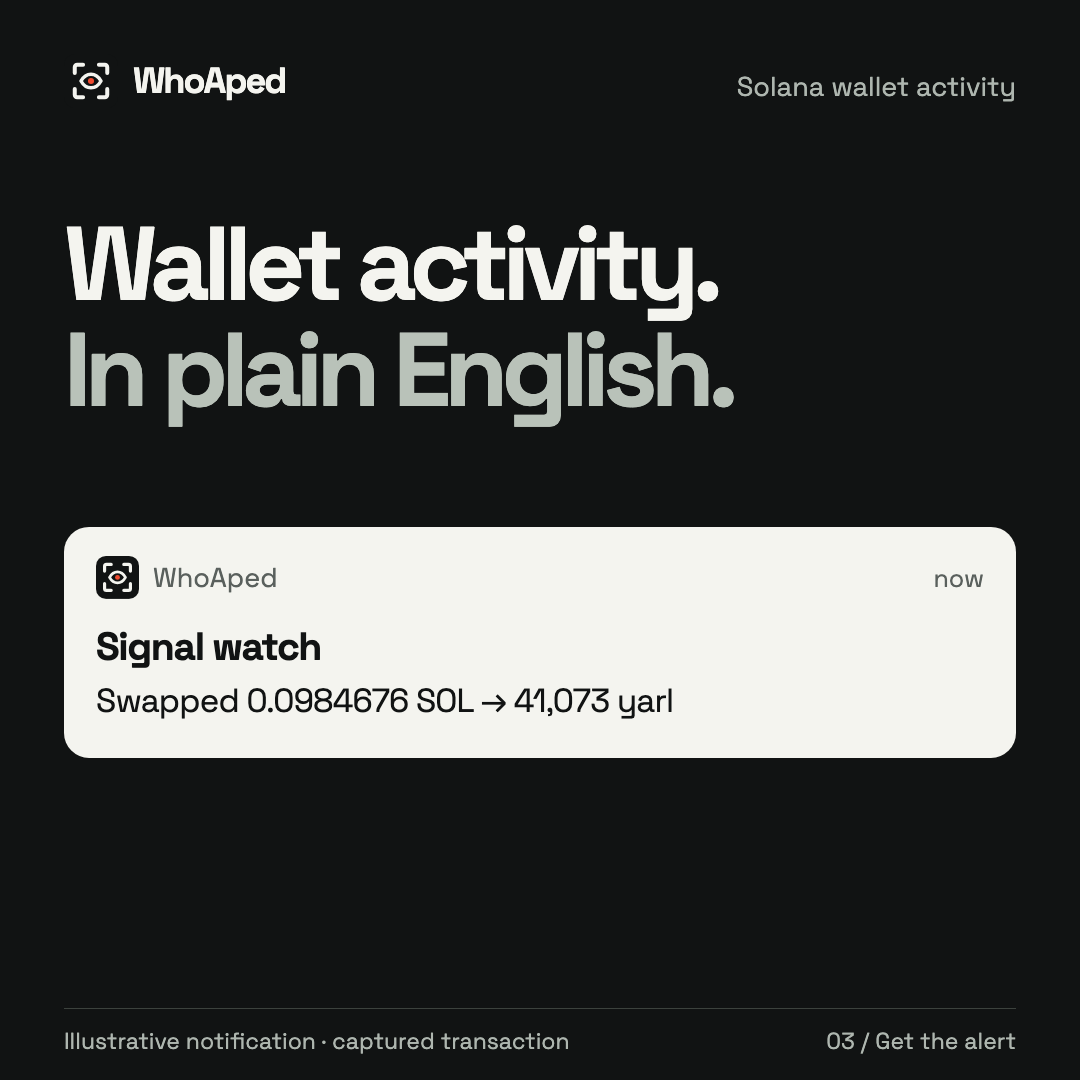 WhoAped
Solana wallet activity
Wallet activity.
In plain English.
WhoAped
now
Signal watch
Swapped 0.0984676 SOL → 41,073 yarl
Illustrative notification · captured transaction
03 / Get the alert